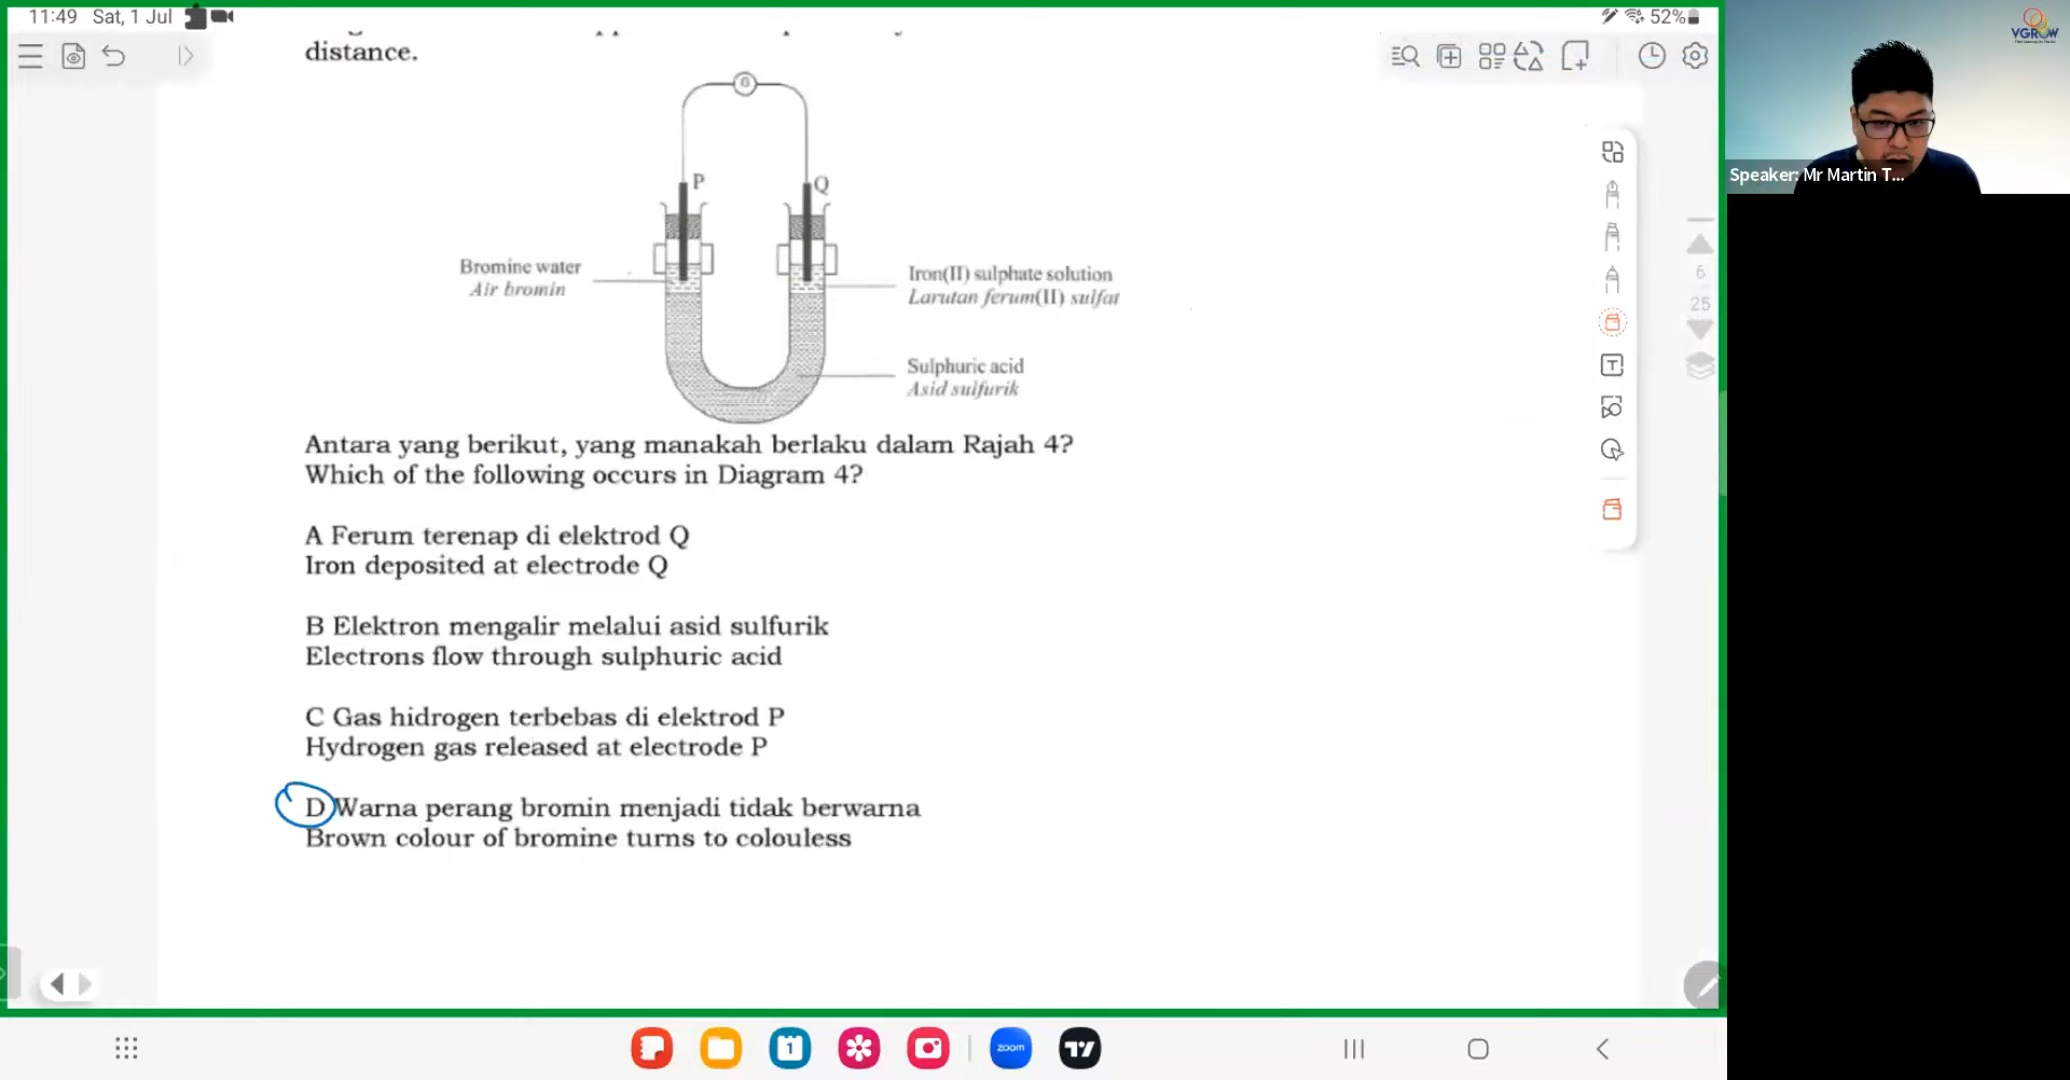 11:49 Sat, 1 Jul
52%
VGROW
distance.
G
P
Q
Speaker: Mr Martin T...
Bromine water
Air bromin
Iron(II) sulphate solution
Larutan ferum(II) sulfat
6
25
Sulphuric acid
Asid sulfurik
Antara yang berikut, yang manakah berlaku dalam Rajah 4?
Which of the following occurs in Diagram 4?
A Ferum terenap di elektrod Q
Iron deposited at electrode Q
B Elektron mengalir melalui asid sulfurik
Electrons flow through sulphuric acid
C Gas hidrogen terbebas di elektrod P
Hydrogen gas released at electrode P
D Warna perang bromin menjadi tidak berwarna
Brown colour of bromine turns to colouless
1
zoom